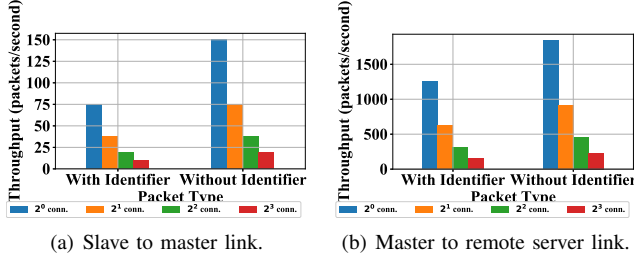 Throughput (packets/second)
150
125
100
75
50
25
0
With Identifier Without Identifier
Packet Type
2⁰ conn. 2¹ conn. 2² conn. 2³ conn.
(a) Slave to master link.
Throughput (packets/second)
1500
1000
500
0
With Identifier Without Identifier
Packet Type
2⁰ conn. 2¹ conn. 2² conn. 2³ conn.
(b) Master to remote server link.